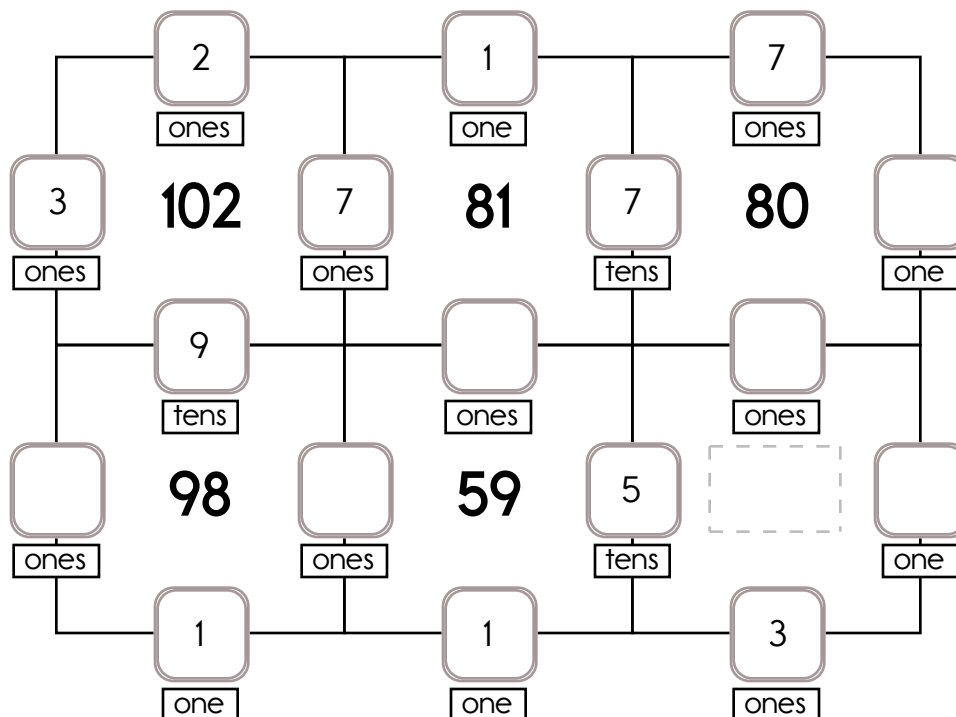 2 1 7
ones one ones
3 102 7 81 7 80
ones ones tens one
9
tens ones ones
98 59 5
ones ones tens one
1 1 3
one one ones